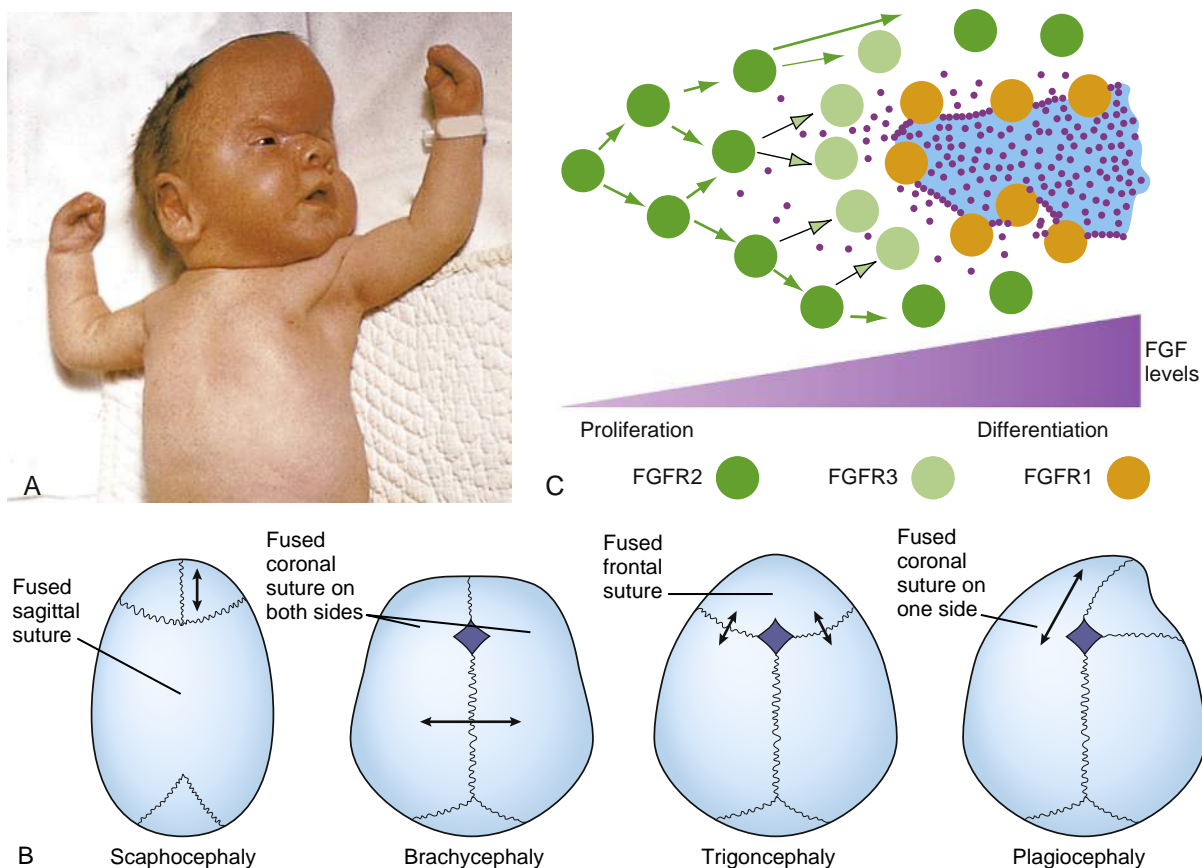 A
FGF
levels
Proliferation
Differentiation
C
FGFR2
FGFR3
FGFR1
Fused
sagittal
suture
Fused
coronal
suture on
both sides
Fused
frontal
suture
Fused
coronal
suture on
one side
B
Scaphocephaly
Brachycephaly
Trigoncephaly
Plagiocephaly